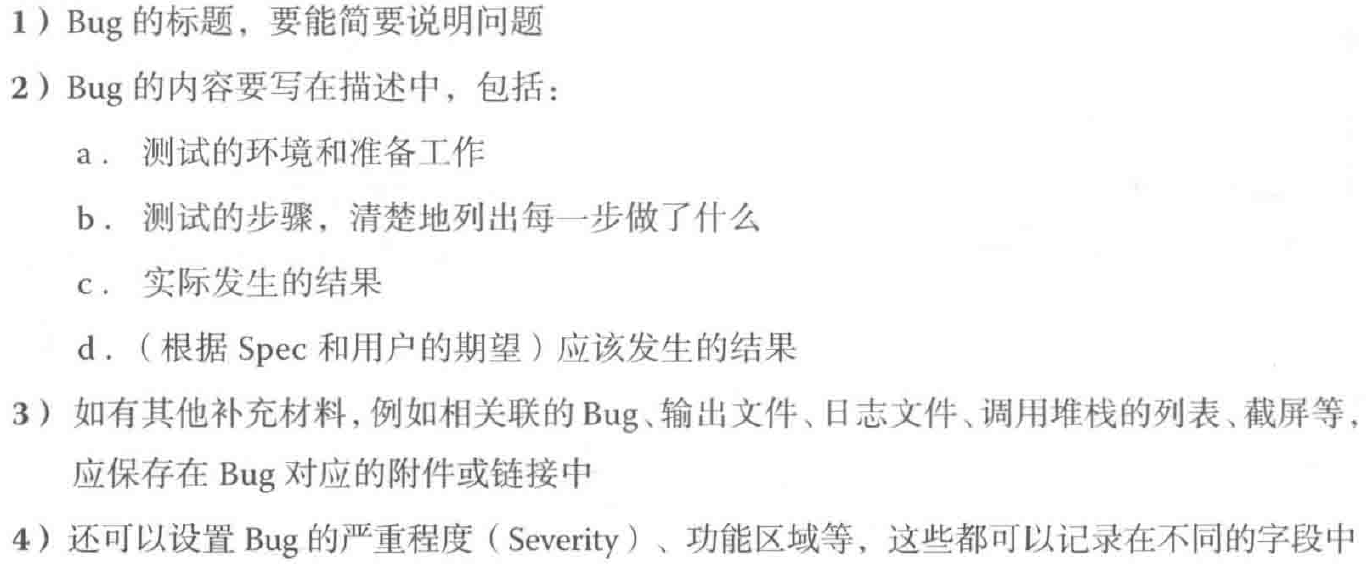 1）Bug 的标题，要能简要说明问题
2）Bug 的内容要写在描述中，包括：
a． 测试的环境和准备工作
b． 测试的步骤，清楚地列出每一步做了什么
c． 实际发生的结果
d．（根据 Spec 和用户的期望）应该发生的结果
3） 如有其他补充材料，例如相关联的 Bug、输出文件、日志文件、调用堆栈的列表、截屏等，
应保存在 Bug 对应的附件或链接中
4）还可以设置 Bug 的严重程度（Severity）、功能区域等，这些都可以记录在不同的字段中